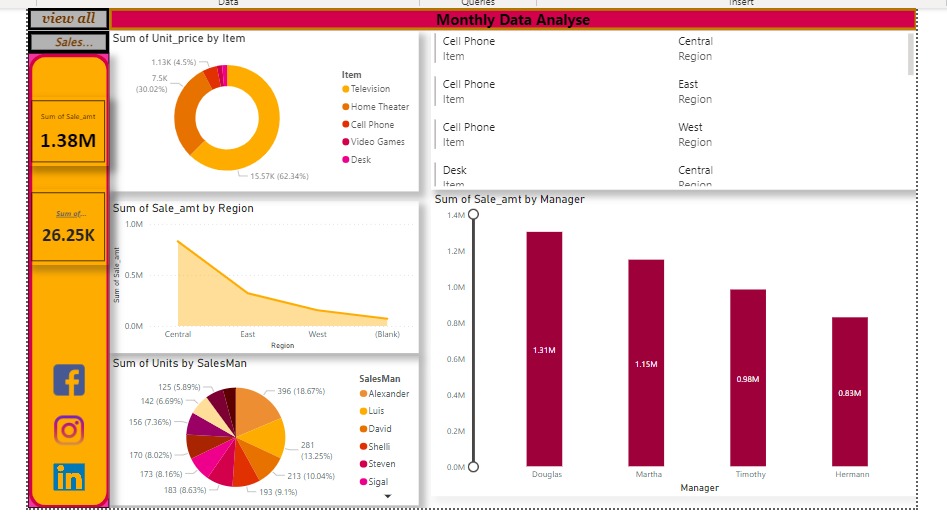 Data
Queries
Insert
view all
Monthly Data Analyse
Sales...
Sum of Sale_amt
1.38M
Sum of...
26.25K
Sum of Unit_price by Item
1.13K (4.5%)
7.5K
(30.02%)
15.57K (62.34%)
Item
Television
Home Theater
Cell Phone
Video Games
Desk
Cell Phone
Central
Item
Region
Cell Phone
East
Item
Region
Cell Phone
West
Item
Region
Desk
Central
Item
Region
Sum of Sale_amt by Region
Sum of Sale_amt
1.0M
0.5M
0.0M
Central
East
West
(Blank)
Region
Sum of Units by SalesMan
125 (5.89%)
142 (6.69%)
156 (7.36%)
170 (8.02%)
173 (8.16%)
183 (8.63%)
396 (18.67%)
281
(13.25%)
213 (10.04%)
193 (9.1%)
SalesMan
Alexander
Luis
David
Shelli
Steven
Sigal
Sum of Sale_amt by Manager
1.4M
1.2M
1.0M
0.8M
0.6M
0.4M
0.2M
0.0M
1.31M
1.15M
0.98M
0.83M
Douglas
Martha
Timothy
Hermann
Manager
in